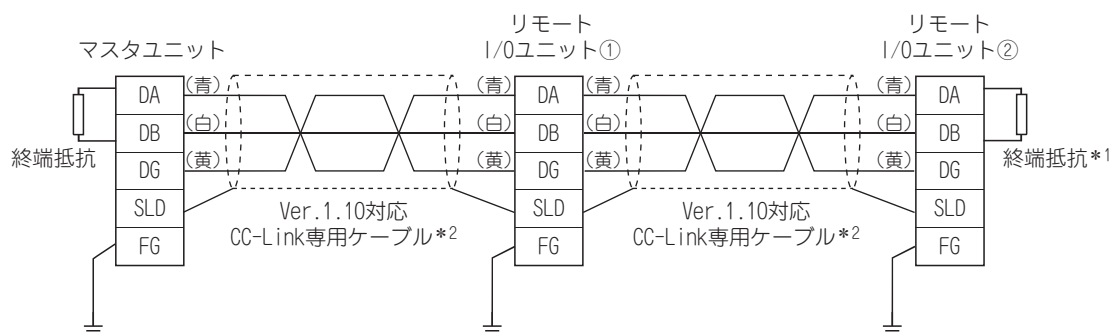 リモート
I/Oユニット①
リモート
I/Oユニット②
マスタユニット
DA
(青)
(青)
DA
(青)
(青)
DA
DB
(白)
(白)
DB
(白)
(白)
DB
DG
(黄)
(黄)
DG
(黄)
(黄)
DG
終端抵抗
終端抵抗*1
SLD
SLD
SLD
Ver.1.10対応
CC-Link専用ケーブル*2
Ver.1.10対応
CC-Link専用ケーブル*2
FG
FG
FG